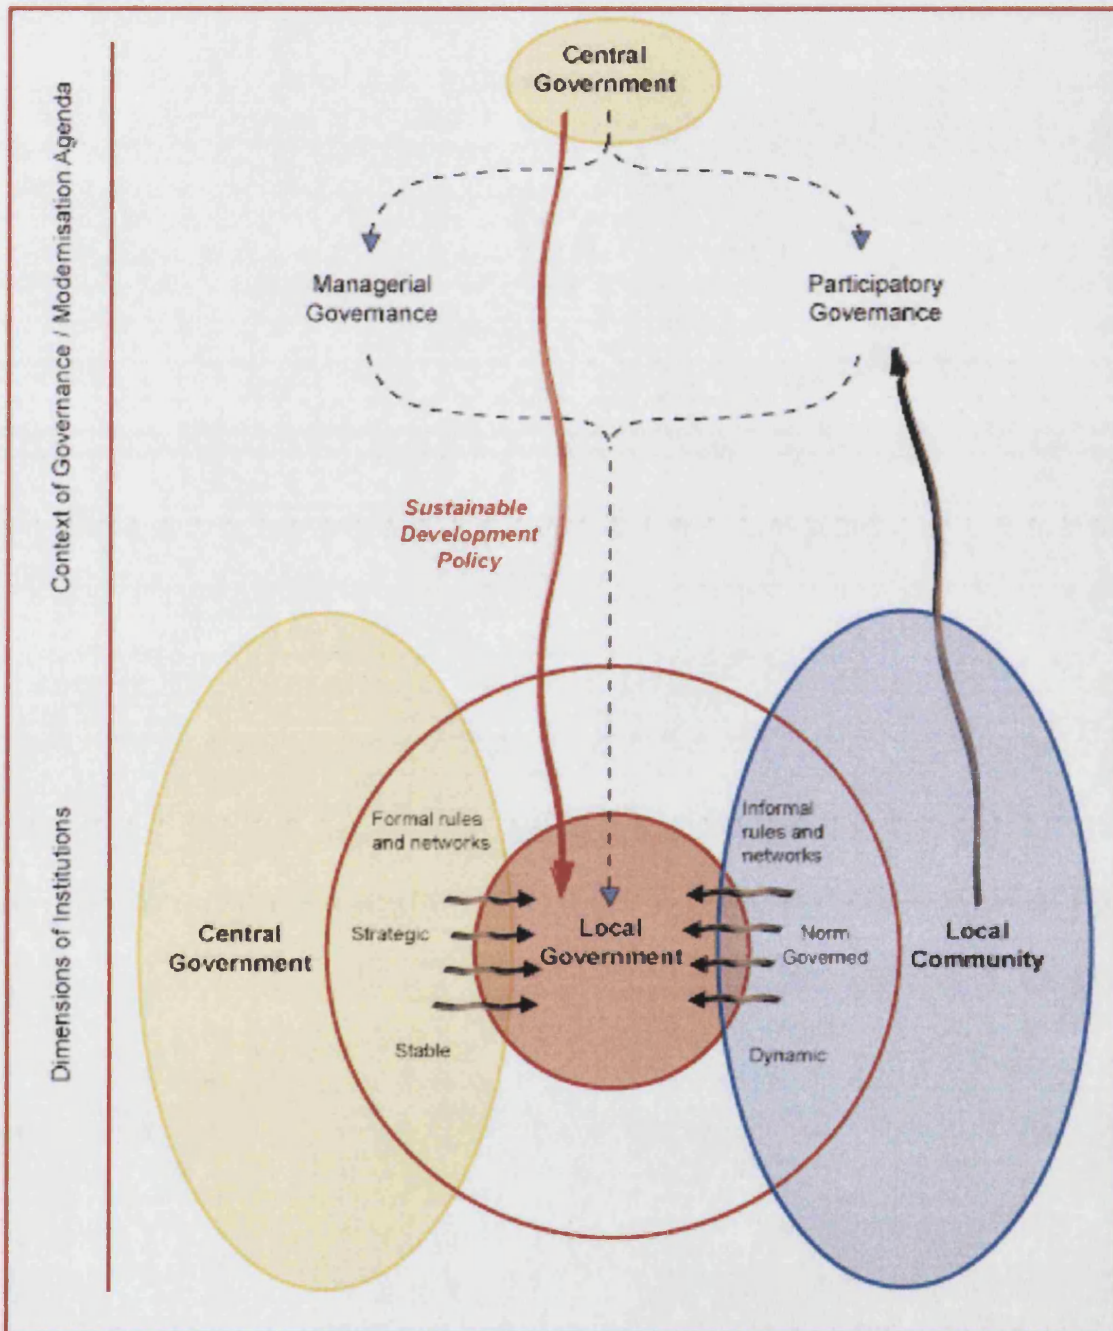 Central
Government
Context of Governance / Modernisation Agenda
Managerial
Governance
Participatory
Governance
Sustainable
Development
Policy
Dimensions of Institutions
Formal rules
and networks
Informal
rules and
networks
Central
Government
Strategic
Local
Government
Norm
Governed
Local
Community
Stable
Dynamic